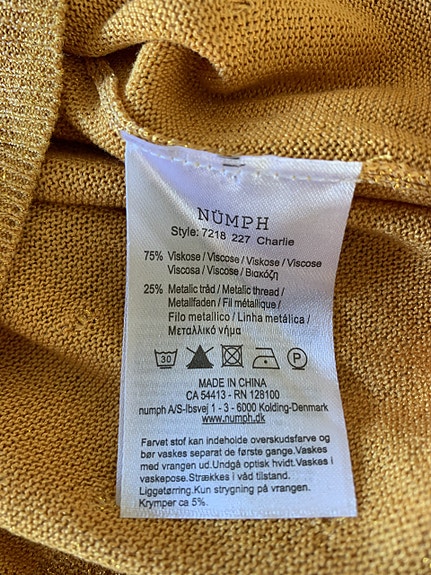 NÜMPH
Style: 7218 227 Charlie
75% Viskose / Viscose / Viskose / Viscose
Viscosa / Viscose / Βισκόζη
25% Metalic tråd / Metalic thread /
Metallfaden / Fil métallique /
Filo metallico / Linha metálica /
Μεταλλικό νήμα
30 P
MADE IN CHINA
CA 54413 - RN 128100
numph A/S-Ibsvej 1 - 3 - 6000 Kolding-Denmark
www.numph.dk
Farvet stof kan indeholde overskudsfarve og
bør vaskes separat de første gange.Vaskes
med vrangen ud.Undgå optisk hvidt.Vaskes i
vaskepose.Strækkes i våd tilstand.
Liggetørring.Kun strygning på vrangen.
Krymper ca 5%.